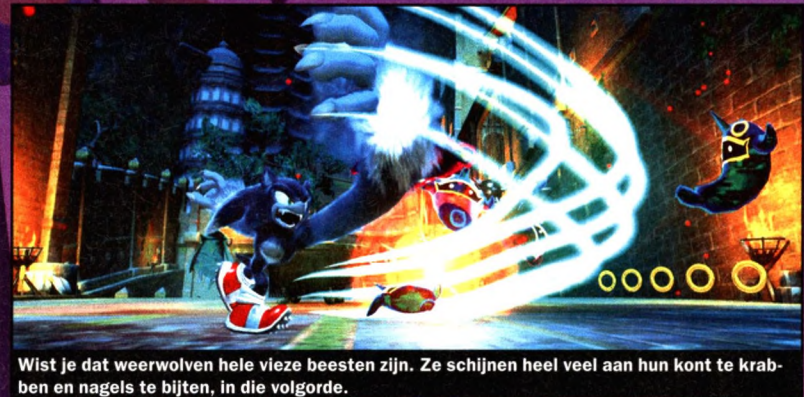 Wist je dat weerwolven hele vieze beesten zijn. Ze schijnen heel veel aan hun kont te krab-
ben en nagels te bijten, in die volgorde.